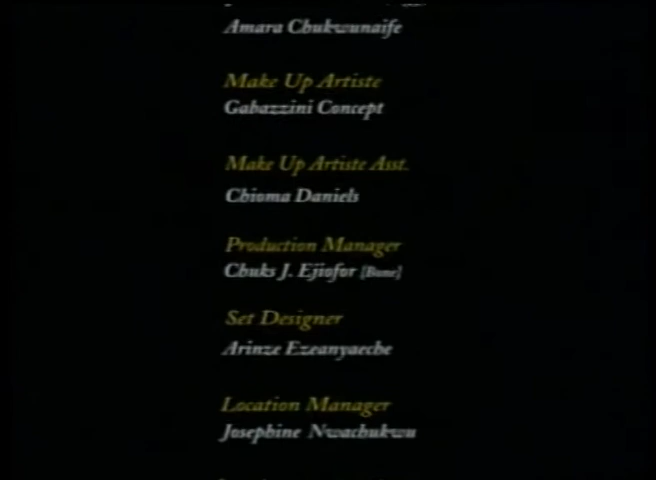 Amara Chukwunaife
Make Up Artiste
Gabazzini Concept
Make Up Artiste Asst.
Chioma Daniels
Production Manager
Chuks J. Ejiofor [Bone]
Set Designer
Arinze Ezeanyaeche
Location Manager
Josephine Nwachukwu